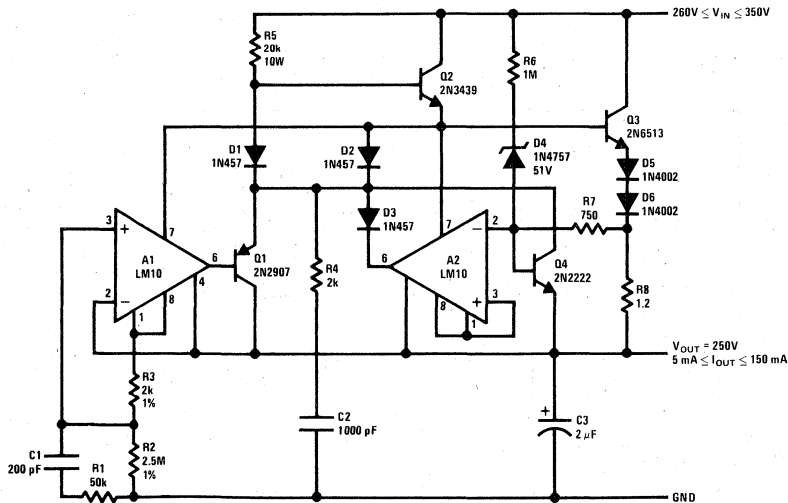 260V ≤ VIN ≤ 350V
R5
20k
10W
Q2
2N3439
R6
1M
Q3
2N6513
D1
1N457
D2
1N457
D4
1N4757
51V
D5
1N4002
D6
1N4002
D3
1N457
R7
750
3
+
7
A1
LM10
6
4
2
−
8
1
Q1
2N2907
R4
2k
6
7
−
2
A2
LM10
+
3
8
1
Q4
2N2222
R8
1.2
VOUT = 250V
5 mA ≤ IOUT ≤ 150 mA
R3
2k
1%
C2
1000 pF
+
C3
2 μF
C1
200 pF
R1
50k
R2
2.5M
1%
GND